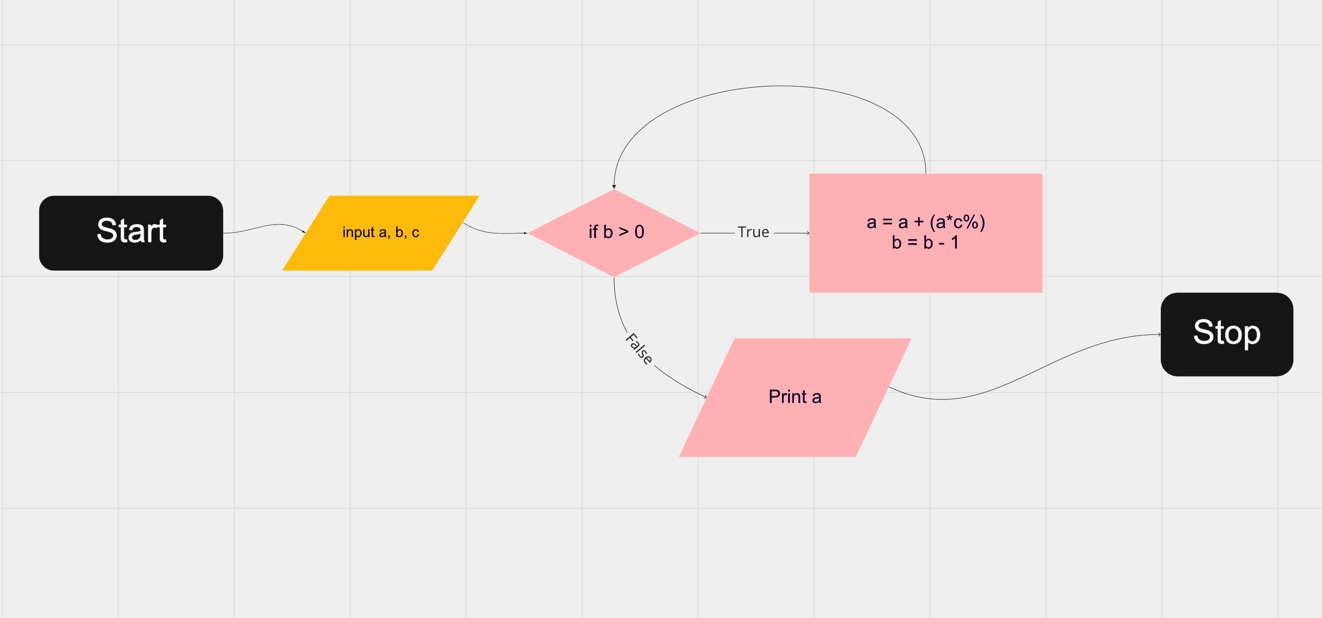 Start
input a, b, c
if b > 0
True
a = a + (a*c%)
b = b - 1
False
Print a
Stop